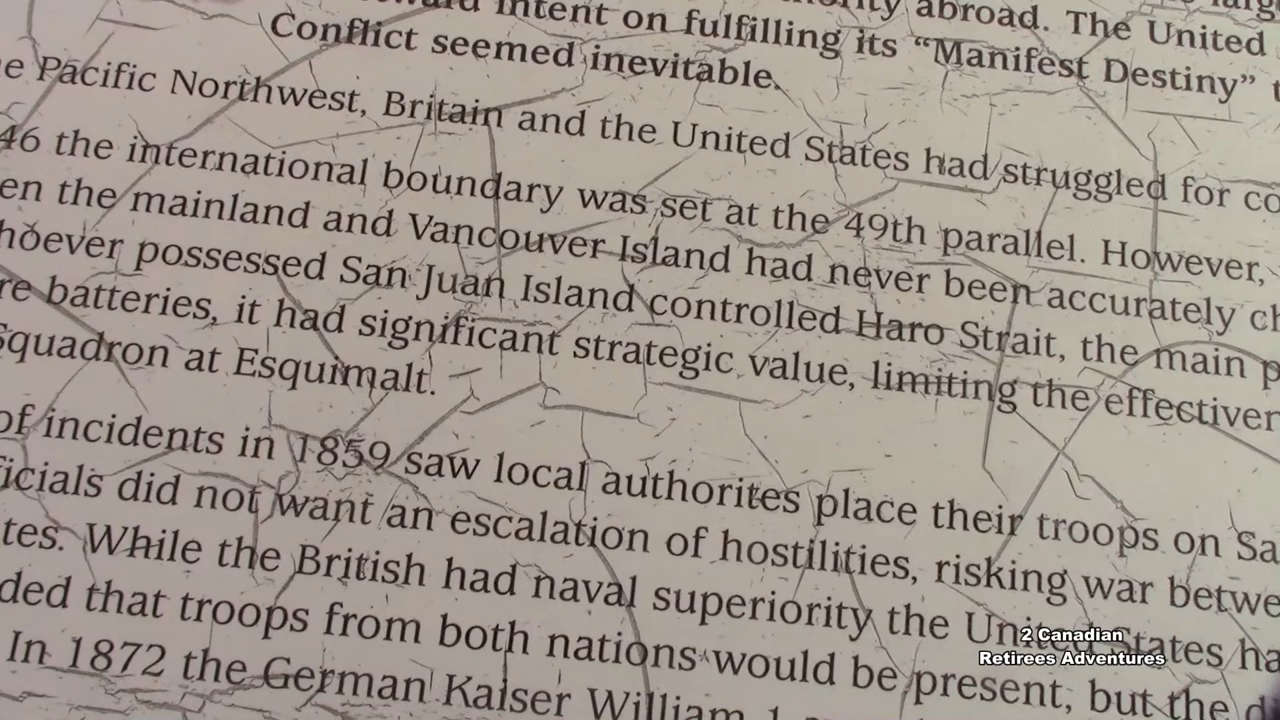 intent on fulfilling its “Manifest Destiny”
abroad. The United
Conflict seemed inevitable.
e Pacific Northwest, Britain and the United States had struggled for co
46 the international boundary was set at the 49th parallel. However,
en the mainland and Vancouver Island had never been accurately ch
hoever possessed San Juan Island controlled Haro Strait, the main p
re batteries, it had significant strategic value, limiting the effectiven
Squadron at Esquimalt.
of incidents in 1859 saw local authorites place their troops on Sa
icials did not want an escalation of hostilities, risking war betwe
tes. While the British had naval superiority the United States ha
ded that troops from both nations would be present, but the d
In 1872 the German Kaiser William 1
2 Canadian
Retirees Adventures